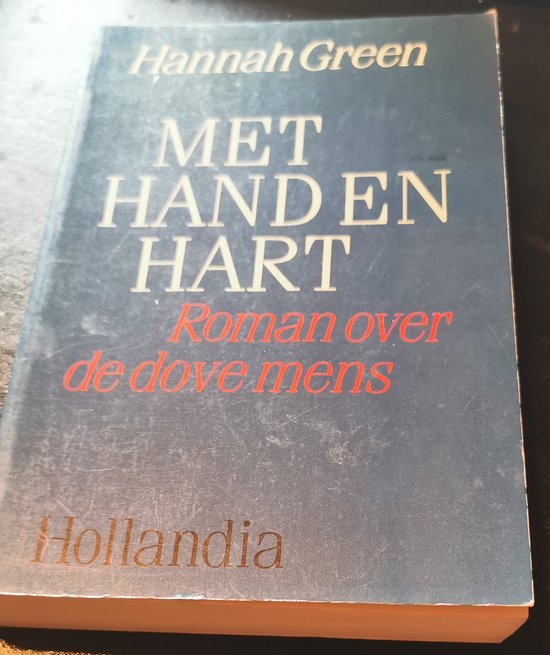 Hannah Green
MET
HAND EN
HART
Roman over
de dove mens
Hollandia